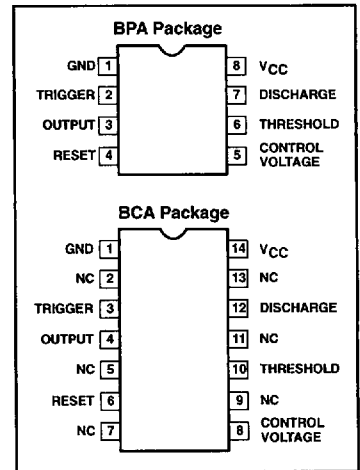 BPA Package
GND 1 8 VCC
TRIGGER 2 7 DISCHARGE
OUTPUT 3 6 THRESHOLD
RESET 4 5 CONTROL
VOLTAGE
BCA Package
GND 1 14 VCC
NC 2 13 NC
TRIGGER 3 12 DISCHARGE
OUTPUT 4 11 NC
NC 5 10 THRESHOLD
RESET 6 9 NC
NC 7 8 CONTROL
VOLTAGE